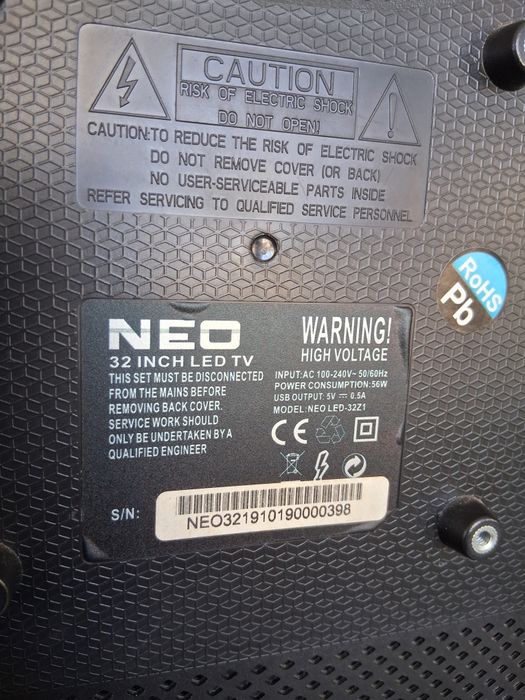 CAUTION
RISK OF ELECTRIC SHOCK
DO NOT OPEN!
CAUTION:TO REDUCE THE RISK OF ELECTRIC SHOCK
DO NOT REMOVE COVER (OR BACK)
NO USER-SERVICEABLE PARTS INSIDE
REFER SERVICING TO QUALIFIED SERVICE PERSONNEL
RoHS
Pb
NEO
32 INCH LED TV
THIS SET MUST BE DISCONNECTED
FROM THE MAINS BEFORE
REMOVING BACK COVER.
SERVICE WORK SHOULD
ONLY BE UNDERTAKEN BY A
QUALIFIED ENGINEER
WARNING!
HIGH VOLTAGE
INPUT:AC 100-240V~ 50/60Hz
POWER CONSUMPTION:56W
USB OUTPUT: 5V ⎓ 0.5A
MODEL:NEO LED-32Z1
CE
S/N:
NEO321910190000398